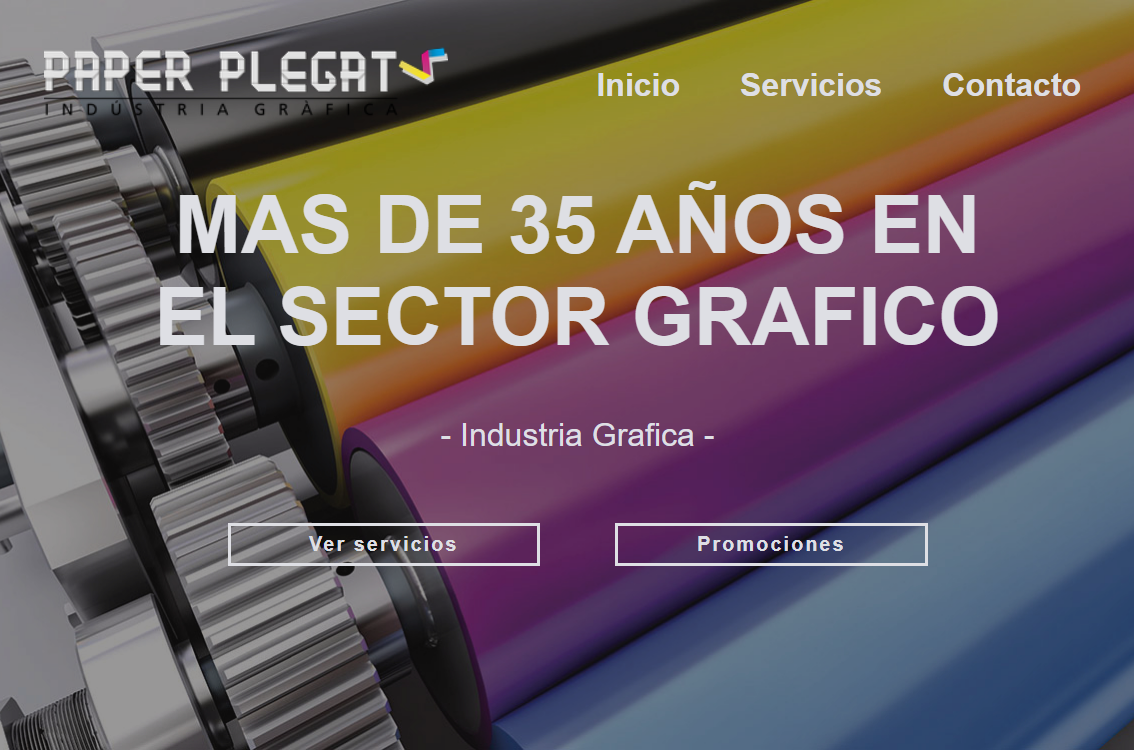 PAPER PLEGAT
INDÚSTRIA GRÀFICA
Inicio Servicios Contacto
MAS DE 35 AÑOS EN
EL SECTOR GRAFICO
- Industria Grafica -
Ver servicios Promociones